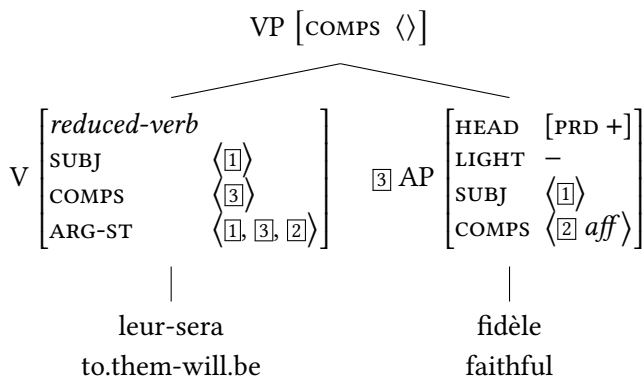 VP [COMPS ⟨⟩]
V [reduced-verb
SUBJ ⟨1⟩
COMPS ⟨3⟩
ARG-ST ⟨1, 3, 2⟩]
3 AP [HEAD [PRD +]
LIGHT −
SUBJ ⟨1⟩
COMPS ⟨2 aff⟩]
leur-sera
to.them-will.be
fidèle
faithful